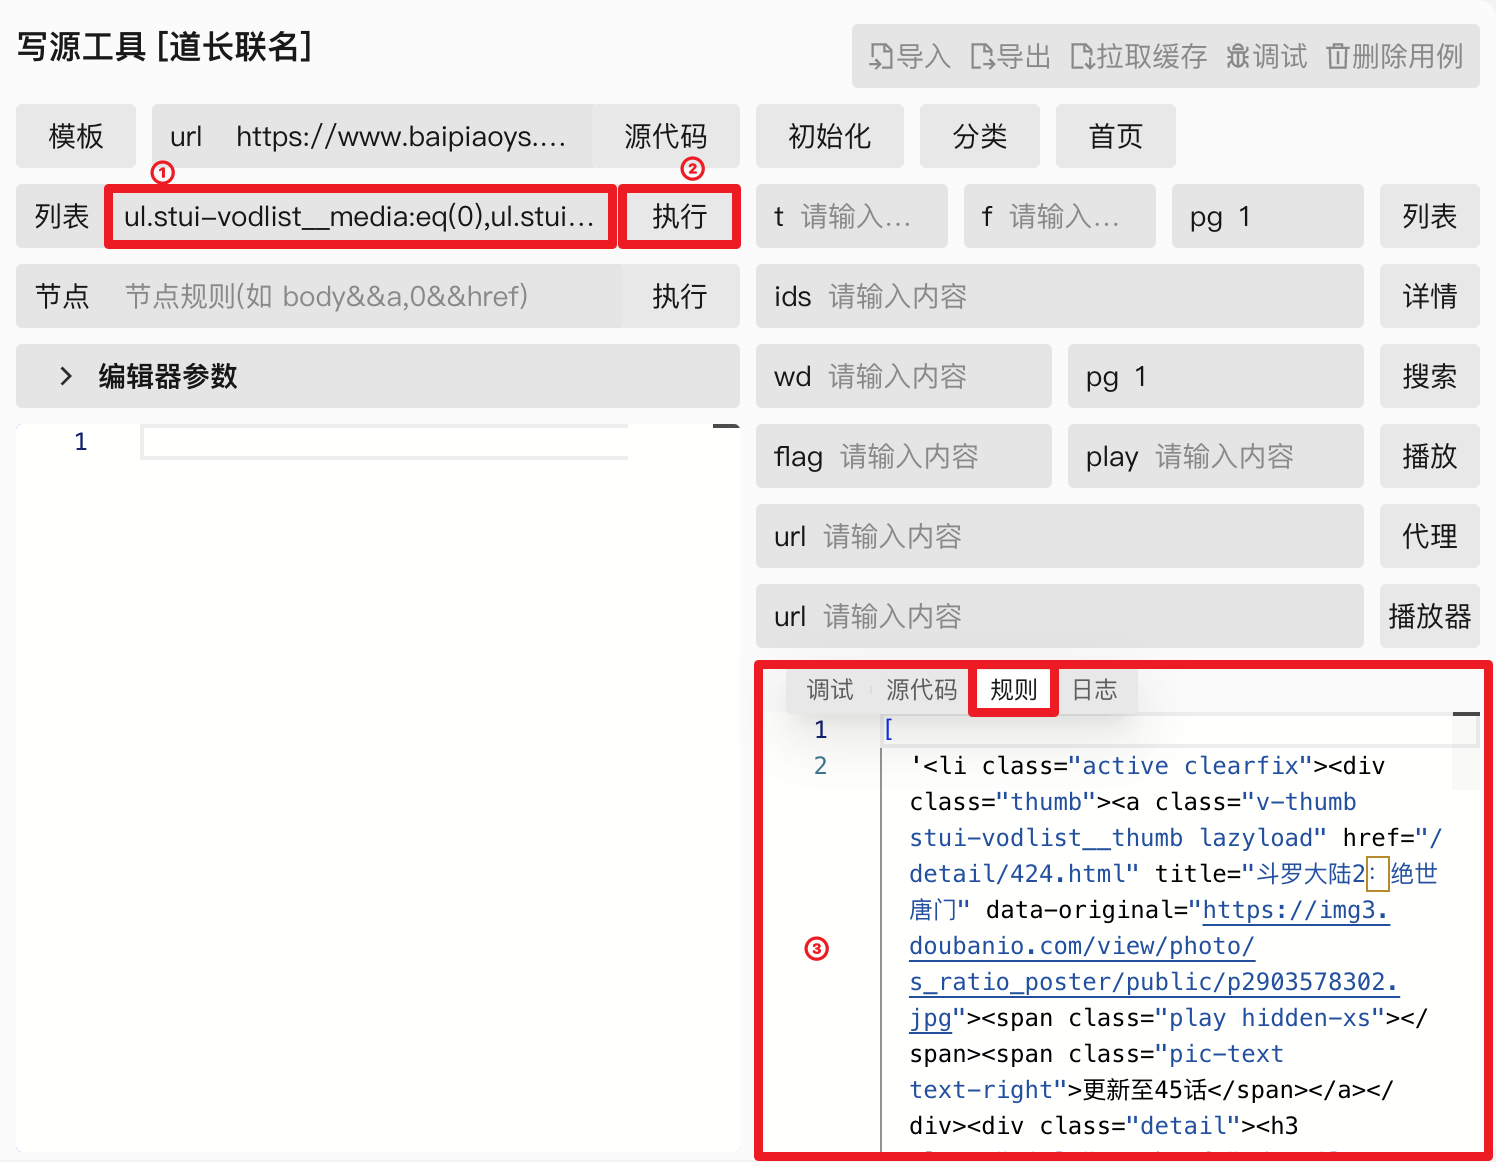 写源工具 [道长联名]
导入 导出 拉取缓存 调试 删除用例
模板 url https://www.baipiaoys.... 源代码 初始化 分类 首页
① ②
列表 ul.stui-vodlist__media:eq(0),ul.stui... 执行 t 请输入... f 请输入... pg 1 列表
节点 节点规则(如 body&&a,0&&href) 执行 ids 请输入内容 详情
编辑器参数 wd 请输入内容 pg 1 搜索
1
flag 请输入内容 play 请输入内容 播放
url 请输入内容 代理
url 请输入内容 播放器
调试 源代码 规则 日志
1 [
2 '<li class="active clearfix"><div
class="thumb"><a class="v-thumb
stui-vodlist__thumb lazyload" href="/
detail/424.html" title="斗罗大陆2：绝世
唐门" data-original="https://img3.
doubanio.com/view/photo/
③
s_ratio_poster/public/p2903578302.
jpg"><span class="play hidden-xs"></
span><span class="pic-text
text-right">更新至45话</span></a></
div><div class="detail"><h3